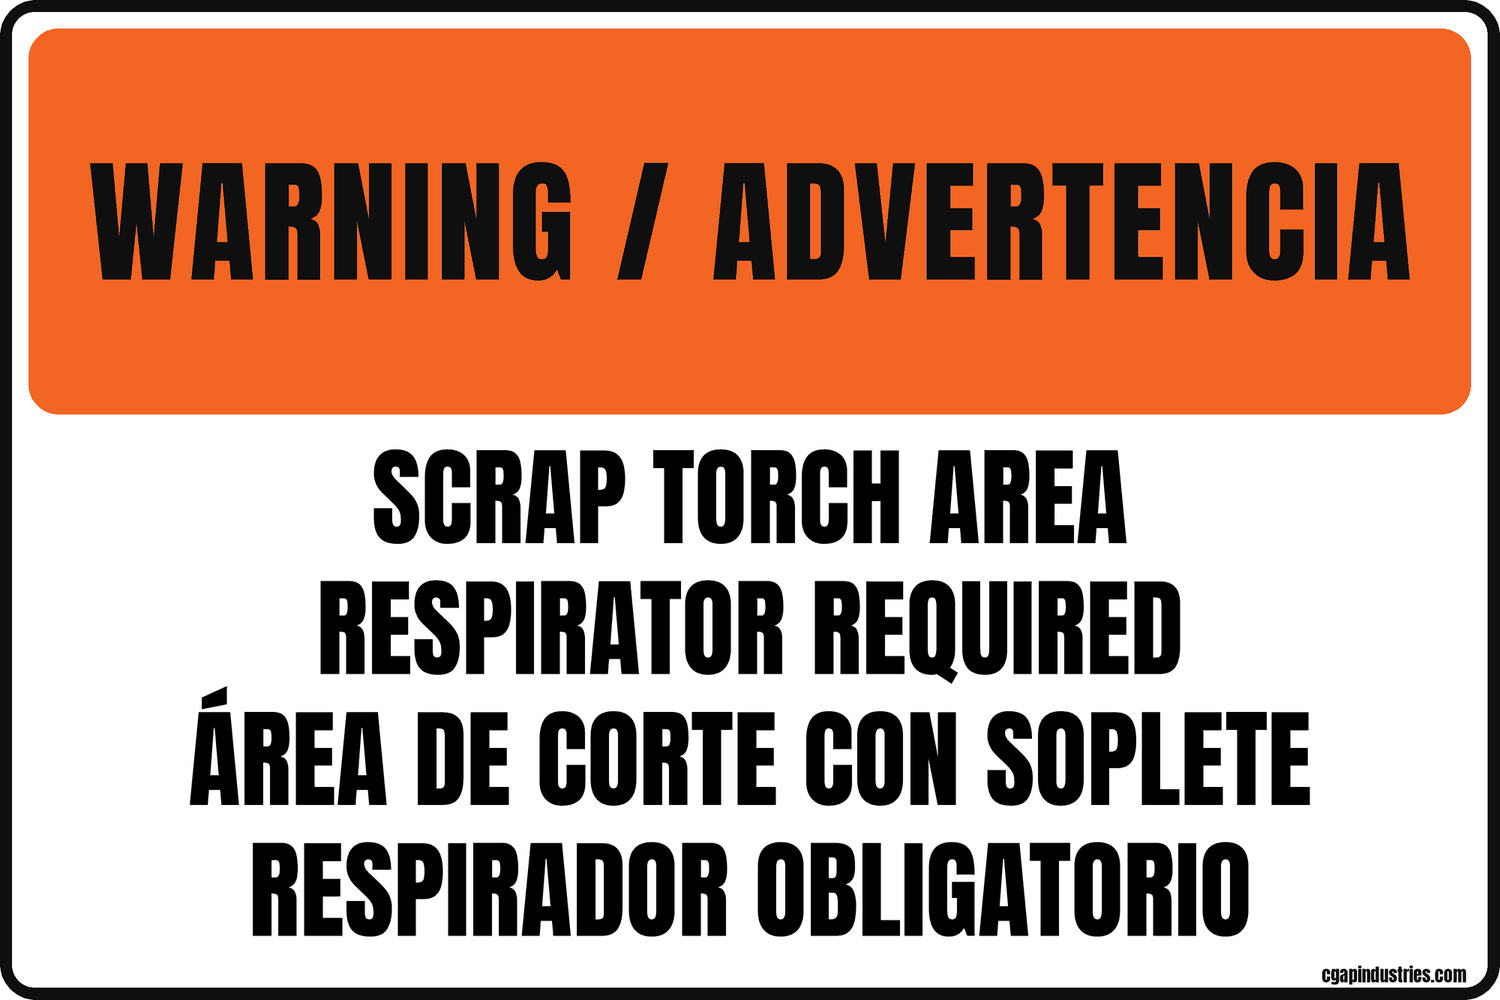 WARNING / ADVERTENCIA
SCRAP TORCH AREA
RESPIRATOR REQUIRED
ÁREA DE CORTE CON SOPLETE
RESPIRADOR OBLIGATORIO
cgapindustries.com